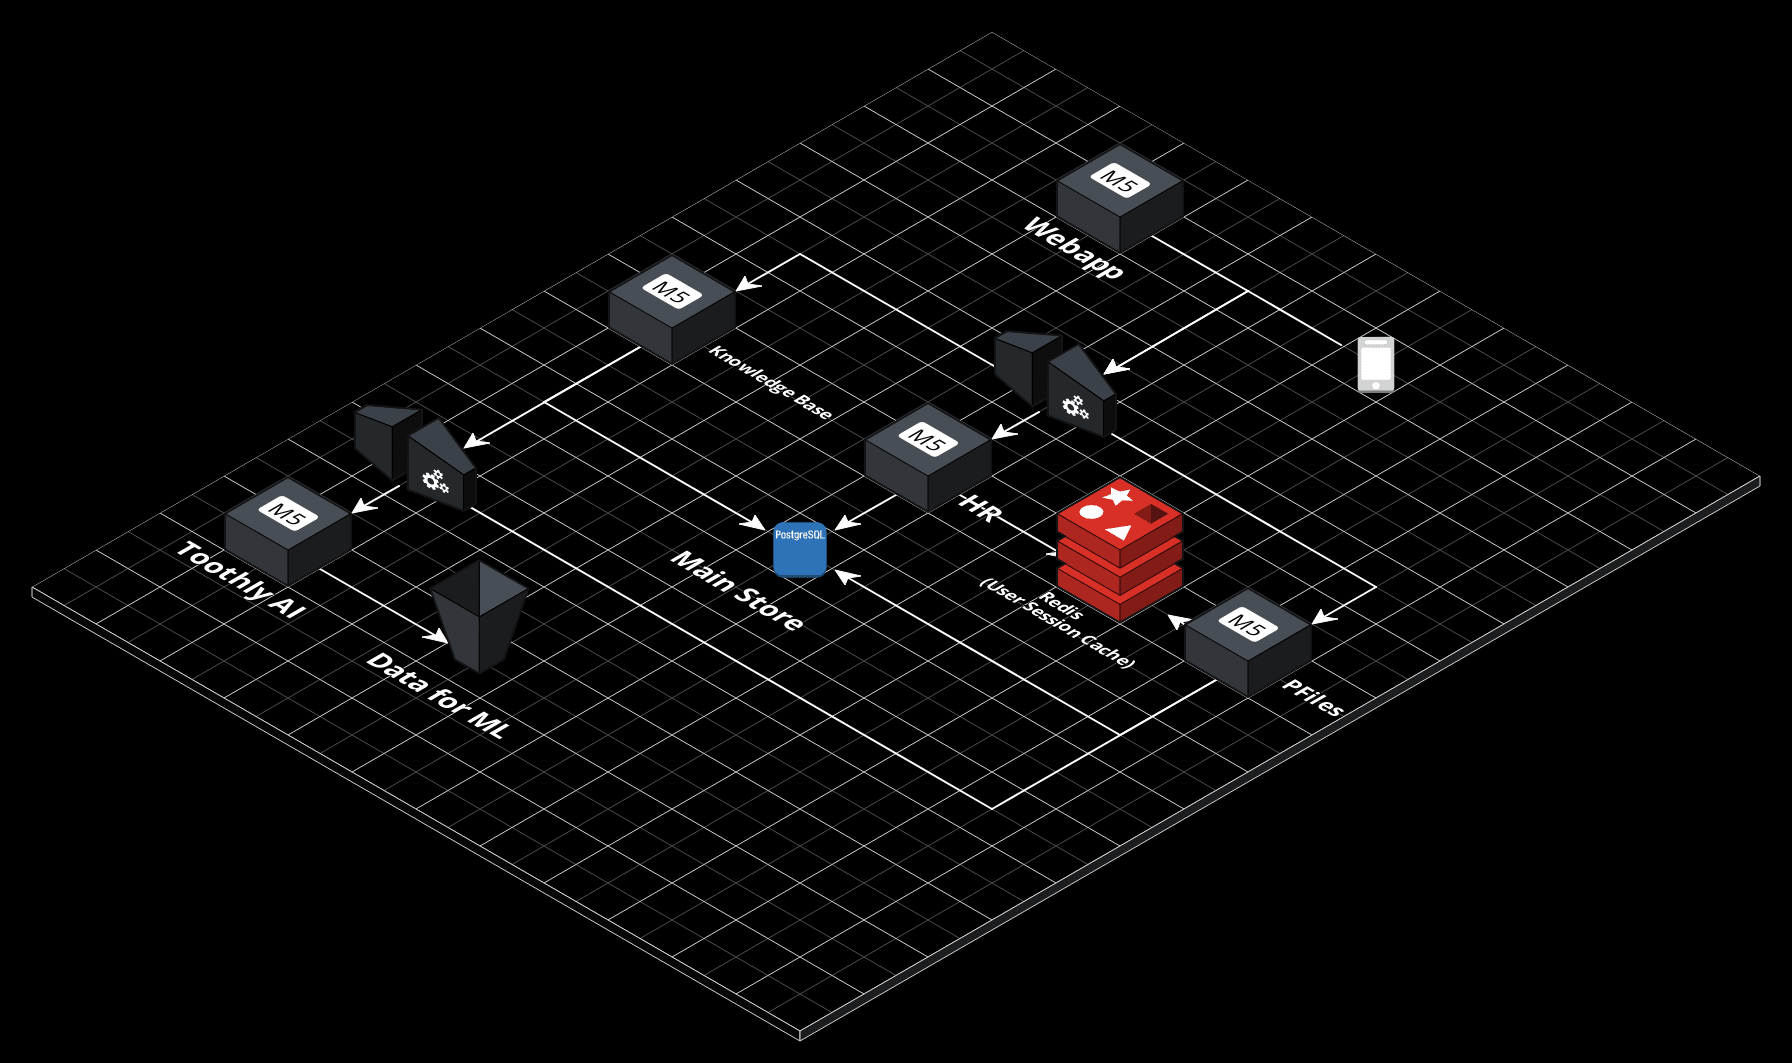 M5
Webapp
M5
Knowledge Base
M5
HR
M5
Toothly AI
PostgreSQL
Main Store
Redis
(User Session Cache)
M5
PFiles
Data for ML